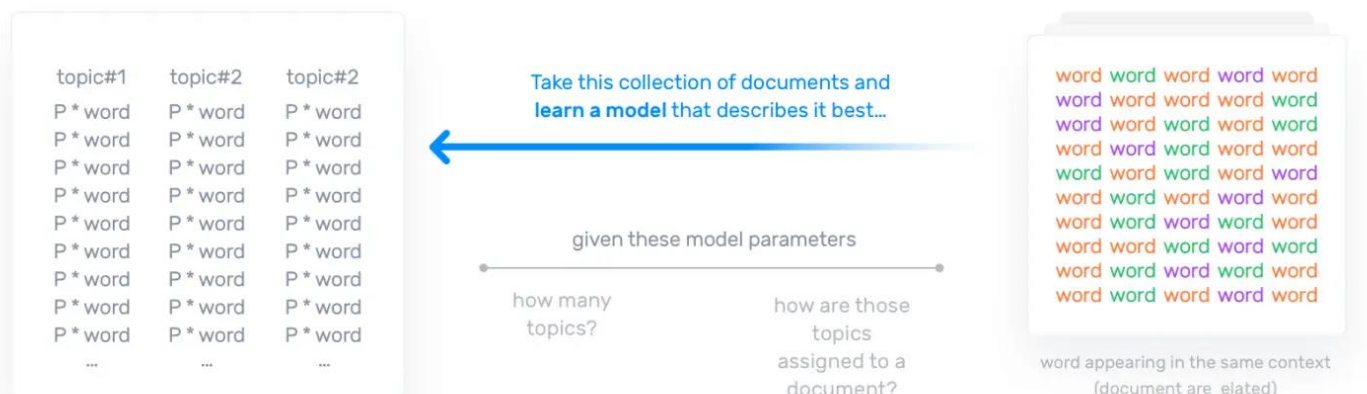 topic#1 topic#2 topic#2
P * word P * word P * word
P * word P * word P * word
P * word P * word P * word
P * word P * word P * word
P * word P * word P * word
P * word P * word P * word
P * word P * word P * word
P * word P * word P * word
P * word P * word P * word
... ... ...
Take this collection of documents and
learn a model that describes it best...
given these model parameters
how many
topics?
how are those
topics
assigned to a
document?
word word word word word
word word word word word
word word word word word
word word word word word
word word word word word
word word word word word
word word word word word
word word word word word
word word word word word
word word word word word
word appearing in the same context
(document are elated)